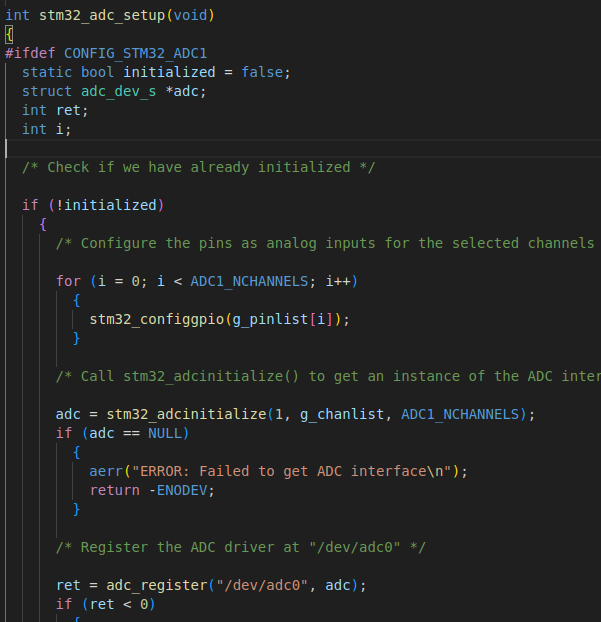 int stm32_adc_setup(void)
{
#ifdef CONFIG_STM32_ADC1
  static bool initialized = false;
  struct adc_dev_s *adc;
  int ret;
  int i;
  /* Check if we have already initialized */
  if (!initialized)
    {
      /* Configure the pins as analog inputs for the selected channels
      for (i = 0; i < ADC1_NCHANNELS; i++)
        {
          stm32_configgpio(g_pinlist[i]);
        }
      /* Call stm32_adcinitialize() to get an instance of the ADC inter
      adc = stm32_adcinitialize(1, g_chanlist, ADC1_NCHANNELS);
      if (adc == NULL)
        {
          aerr("ERROR: Failed to get ADC interface\n");
          return -ENODEV;
        }
      /* Register the ADC driver at "/dev/adc0" */
      ret = adc_register("/dev/adc0", adc);
      if (ret < 0)
        {